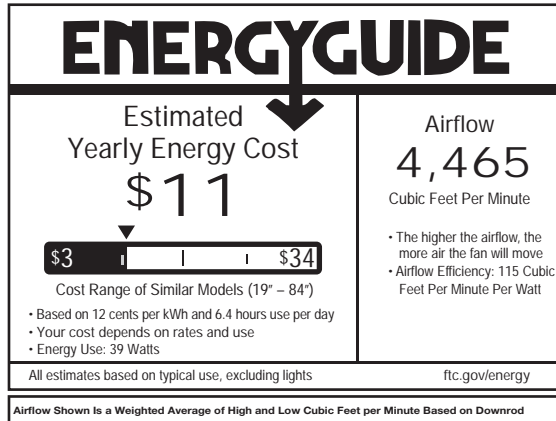 ENERGYGUIDE
Estimated
Yearly Energy Cost
$11
$3
$34
Cost Range of Similar Models (19” – 84”)
• Based on 12 cents per kWh and 6.4 hours use per day
• Your cost depends on rates and use
• Energy Use: 39 Watts
Airflow
4,465
Cubic Feet Per Minute
• The higher the airflow, the
more air the fan will move
• Airflow Efficiency: 115 Cubic
Feet Per Minute Per Watt
All estimates based on typical use, excluding lights
ftc.gov/energy
Airflow Shown Is a Weighted Average of High and Low Cubic Feet per Minute Based on Downrod